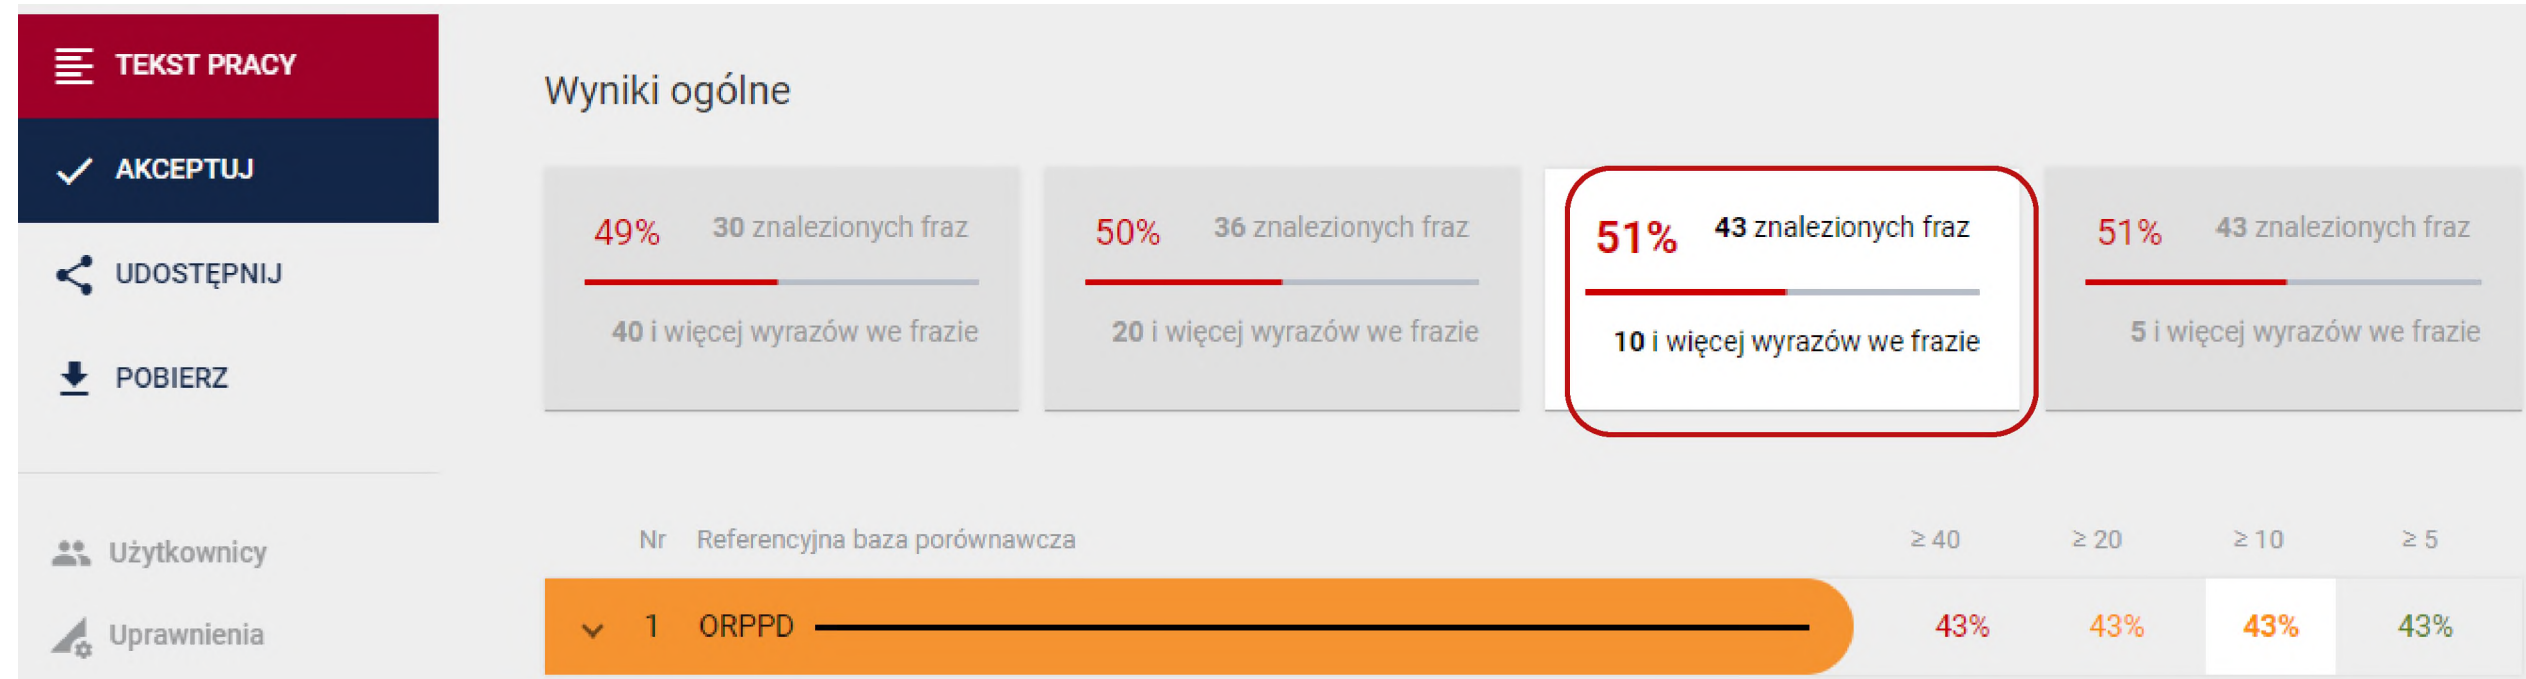 TEKST PRACY
AKCEPTUJ
UDOSTĘPNIJ
POBIERZ
Użytkownicy
Uprawnienia
Wyniki ogólne
49% 30 znalezionych fraz
40 i więcej wyrazów we frazie
50% 36 znalezionych fraz
20 i więcej wyrazów we frazie
51% 43 znalezionych fraz
10 i więcej wyrazów we frazie
51% 43 znalezionych fraz
5 i więcej wyrazów we frazie
Nr Referencyjna baza porównawcza ≥ 40 ≥ 20 ≥ 10 ≥ 5
1 ORPPD 43% 43% 43% 43%